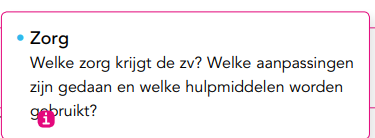 • Zorg
Welke zorg krijgt de zv? Welke aanpassingen
zijn gedaan en welke hulpmiddelen worden
gebruikt?
i